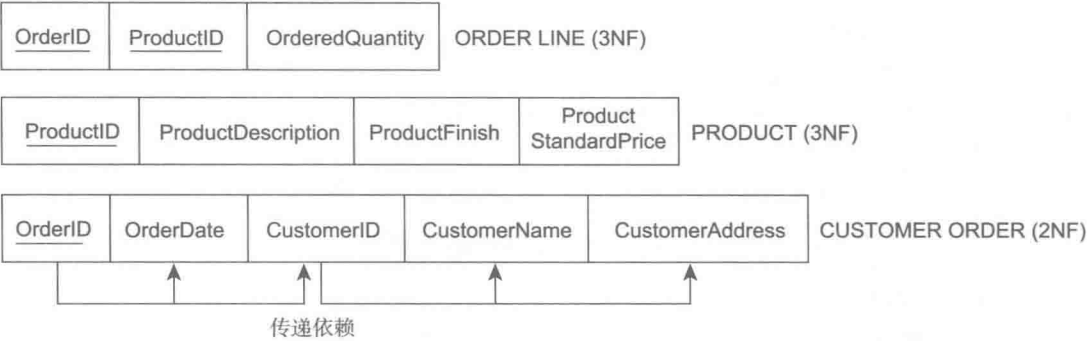 OrderID ProductID OrderedQuantity ORDER LINE (3NF)
ProductID ProductDescription ProductFinish Product StandardPrice PRODUCT (3NF)
OrderID OrderDate CustomerID CustomerName CustomerAddress CUSTOMER ORDER (2NF)
传递依赖